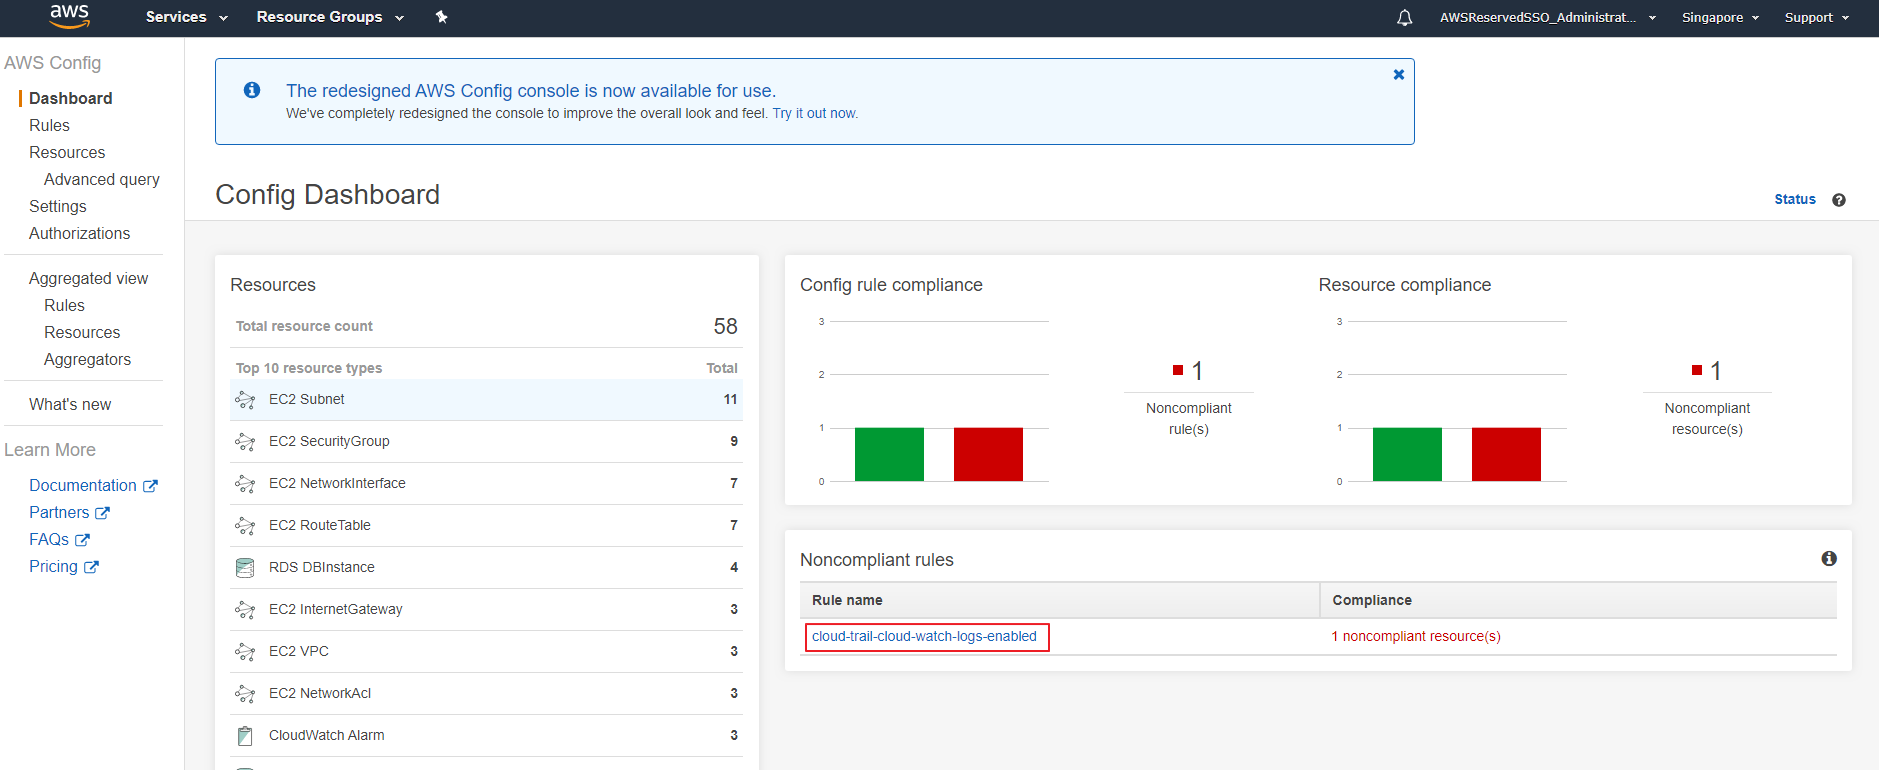 aws
Services
Resource Groups
AWSReservedSSO_Administrat...
Singapore
Support
AWS Config
Dashboard
Rules
Resources
Advanced query
Settings
Authorizations
Aggregated view
Rules
Resources
Aggregators
What's new
Learn More
Documentation
Partners
FAQs
Pricing
The redesigned AWS Config console is now available for use.
We've completely redesigned the console to improve the overall look and feel. Try it out now.
Config Dashboard
Status
Resources
Total resource count 58
Top 10 resource types Total
EC2 Subnet 11
EC2 SecurityGroup 9
EC2 NetworkInterface 7
EC2 RouteTable 7
RDS DBInstance 4
EC2 InternetGateway 3
EC2 VPC 3
EC2 NetworkAcl 3
CloudWatch Alarm 3
Config rule compliance
3
2
1
0
1
Noncompliant
rule(s)
Resource compliance
3
2
1
0
1
Noncompliant
resource(s)
Noncompliant rules
Rule name Compliance
cloud-trail-cloud-watch-logs-enabled 1 noncompliant resource(s)